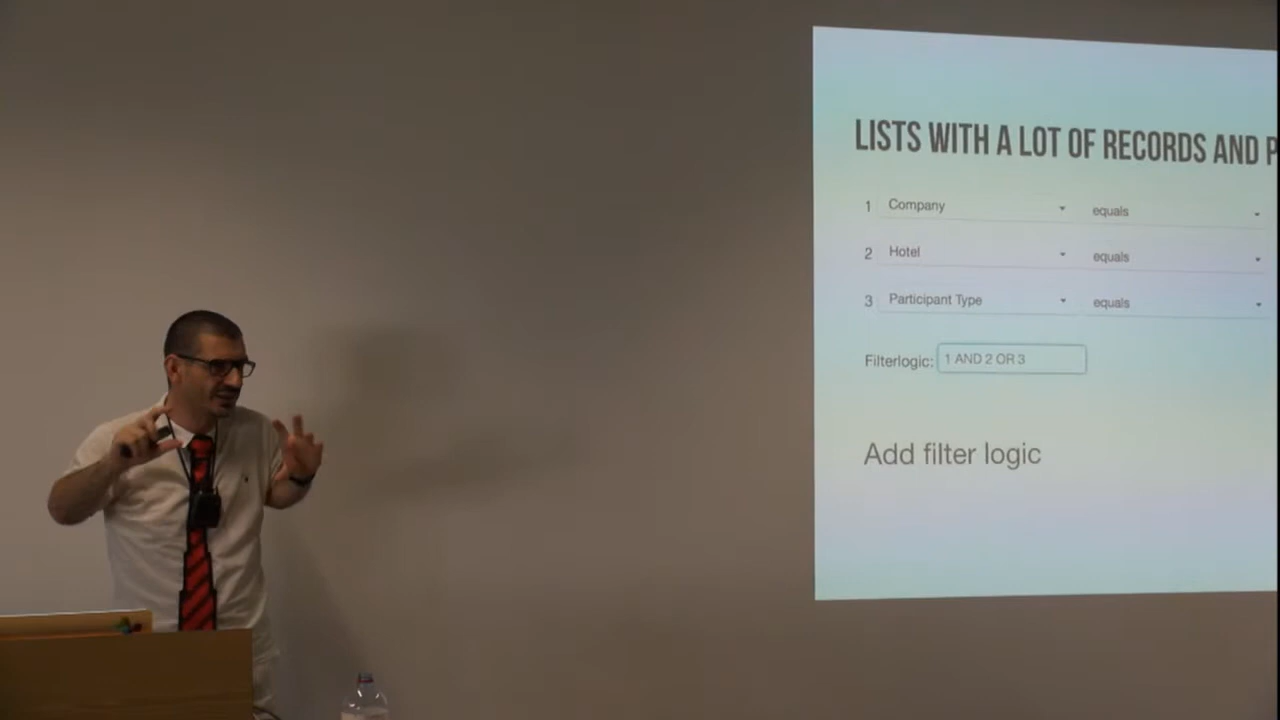 LISTS WITH A LOT OF RECORDS AND
1 Company equals
2 Hotel equals
3 Participant Type equals
Filterlogic: 1 AND 2 OR 3
Add filter logic